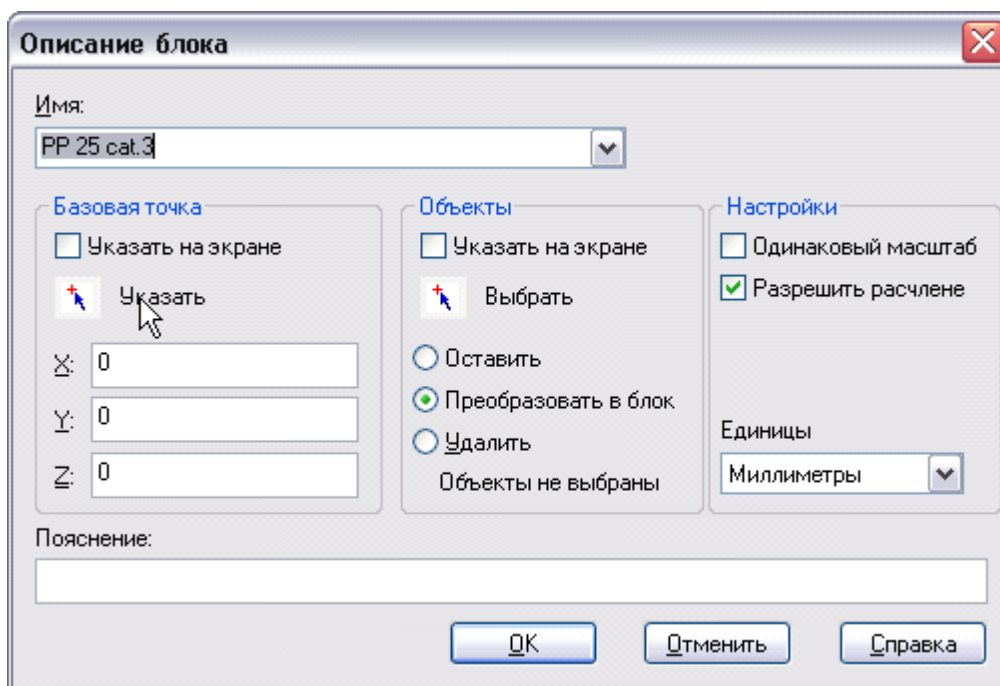 Описание блока
Имя:
PP 25 cat.3
Базовая точка
Указать на экране
Указать
X: 0
Y: 0
Z: 0
Объекты
Указать на экране
Выбрать
Оставить
Преобразовать в блок
Удалить
Объекты не выбраны
Настройки
Одинаковый масштаб
Разрешить расчлене
Единицы
Миллиметры
Пояснение:
OK
Отменить
Справка